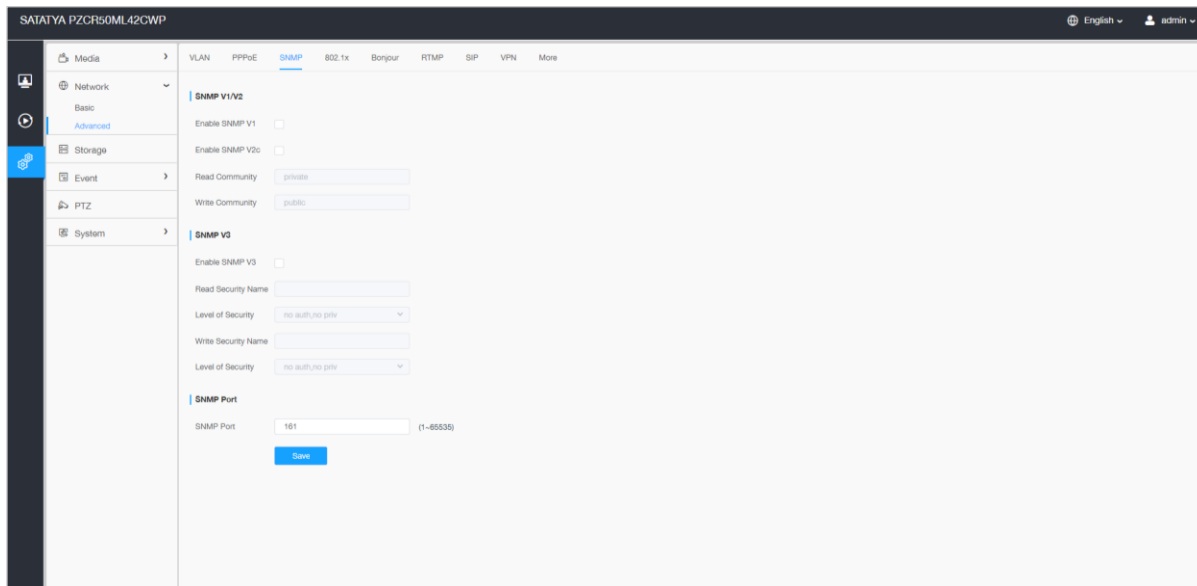 SATATYA PZCR50ML42CWP English admin
Media VLAN PPPoE SNMP 802.1x Bonjour RTMP SIP VPN More
Network
Basic
Advanced
Storage
Event
PTZ
System
SNMP V1/V2
Enable SNMP V1
Enable SNMP V2c
Read Community private
Write Community public
SNMP V3
Enable SNMP V3
Read Security Name
Level of Security no auth,no priv
Write Security Name
Level of Security no auth,no priv
SNMP Port
SNMP Port 161 (1~65535)
Save